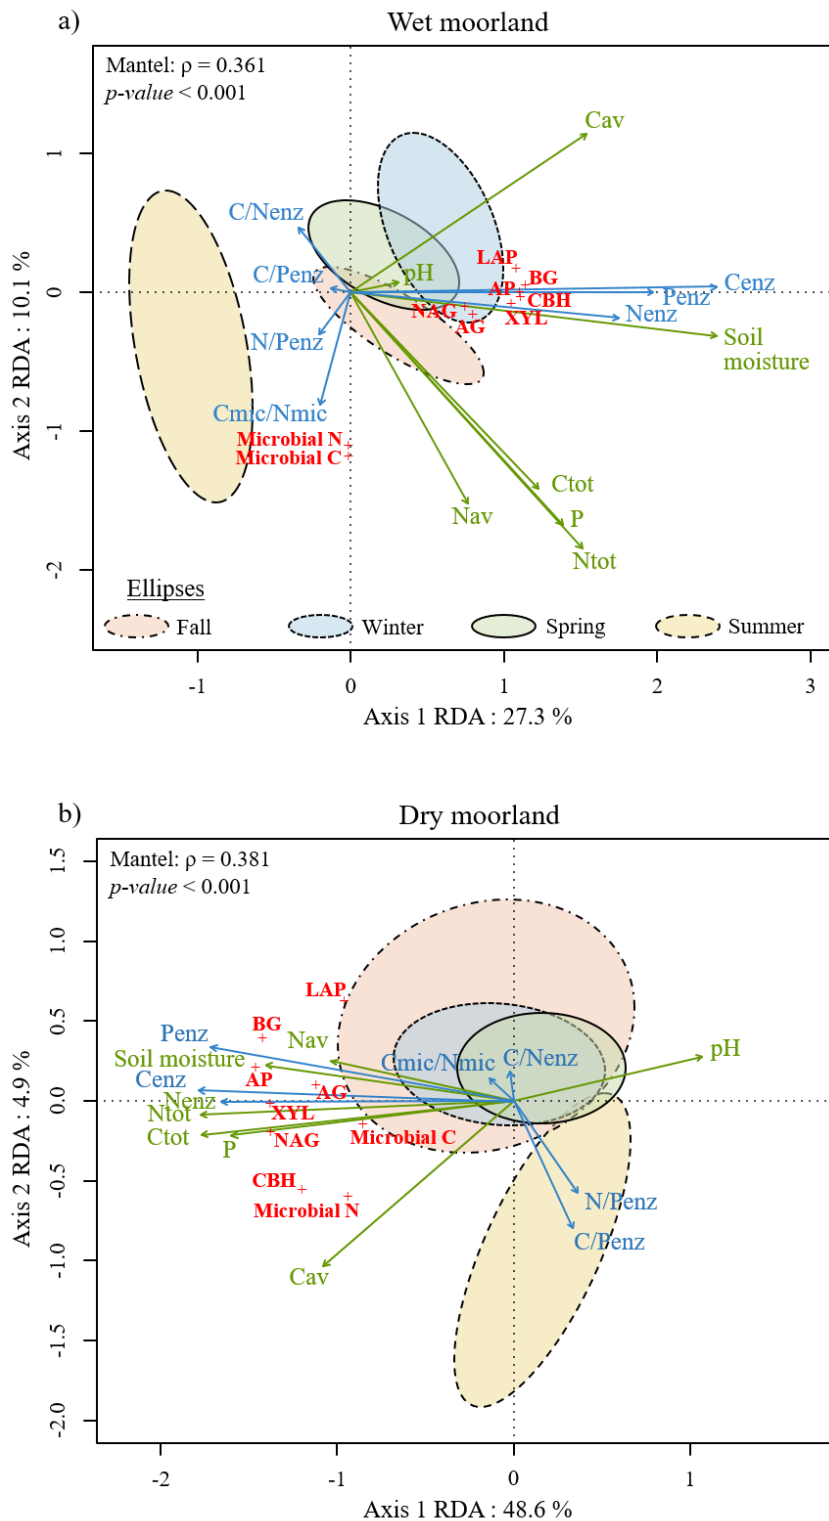 a)
Wet moorland
Mantel: ρ = 0.361
p-value < 0.001
Cav
1
C/Nenz
LAP
pH
BG
C/Penz
Cenz
0
AP
Penz
CBH
NAG
Nenz
XYL
AG
Soil
moisture
N/Penz
Cmic/Nmic
-1
Microbial N
Microbial C
Ctot
Nav
P
Ntot
-2
Axis 2 RDA : 10.1 %
Ellipses
Fall
Winter
Spring
Summer
-1
0
1
2
3
Axis 1 RDA : 27.3 %
b)
Dry moorland
Mantel: ρ = 0.381
p-value < 0.001
1.5
1.0
LAP
0.5
BG
Penz
Nav
pH
Soil moisture
Cmic/Nmic
C/Nenz
Cenz
AP
AG
0.0
Nenz
Ntot
XYL
Ctot
P
NAG
Microbial C
-0.5
CBH
Microbial N
N/Penz
C/Penz
-1.0
Cav
-1.5
-2.0
Axis 2 RDA : 4.9 %
-2
-1
0
1
Axis 1 RDA : 48.6 %